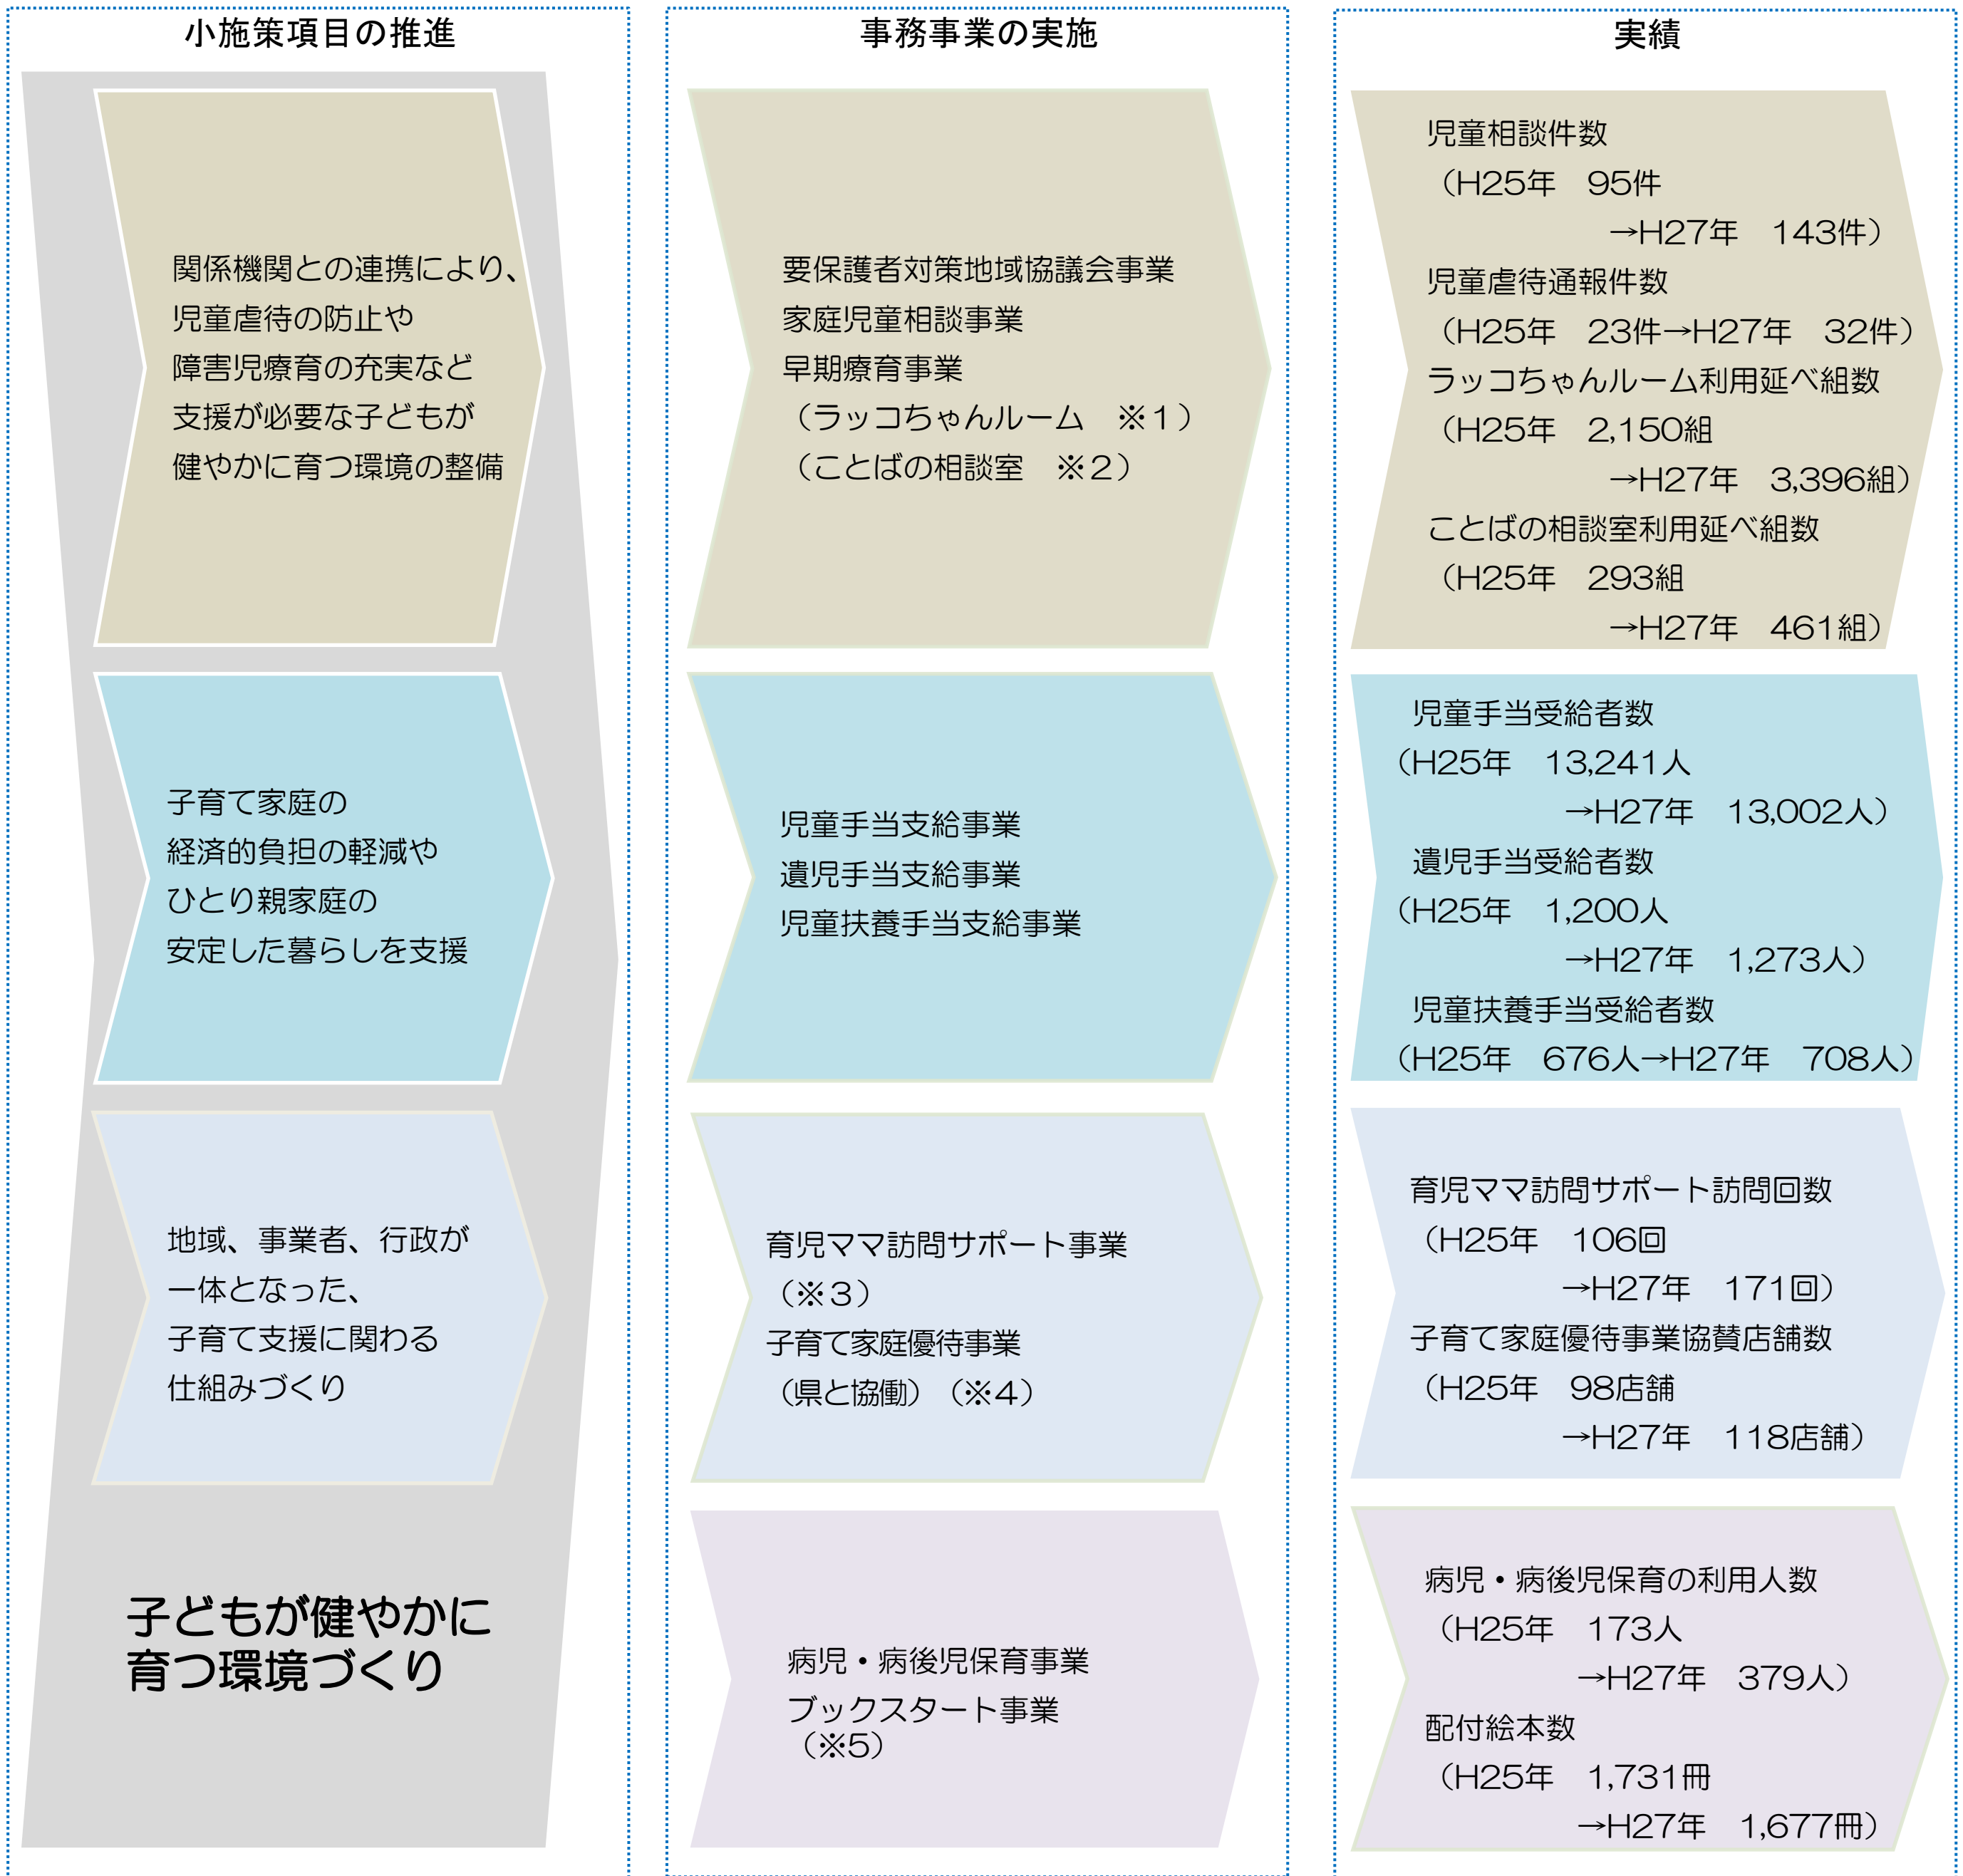 小施策項目の推進
関係機関との連携により、
児童虐待の防止や
障害児療育の充実など
支援が必要な子どもが
健やかに育つ環境の整備
子育て家庭の
経済的負担の軽減や
ひとり親家庭の
安定した暮らしを支援
地域、事業者、行政が
一体となった、
子育て支援に関わる
仕組みづくり
子どもが健やかに
育つ環境づくり
事務事業の実施
要保護者対策地域協議会事業
家庭児童相談事業
早期療育事業
（ラッコちゃんルーム　※１）
（ことばの相談室　※２）
児童手当支給事業
遺児手当支給事業
児童扶養手当支給事業
育児ママ訪問サポート事業
（※３）
子育て家庭優待事業
（県と協働）（※４）
病児・病後児保育事業
ブックスタート事業
（※５）
実績
児童相談件数
（H25年　95件
→H27年　143件）
児童虐待通報件数
（H25年　23件→H27年　32件）
ラッコちゃんルーム利用延べ組数
（H25年　2,150組
→H27年　3,396組）
ことばの相談室利用延べ組数
（H25年　293組
→H27年　461組）
児童手当受給者数
（H25年　13,241人
→H27年　13,002人）
遺児手当受給者数
（H25年　1,200人
→H27年　1,273人）
児童扶養手当受給者数
（H25年　676人→H27年　708人）
育児ママ訪問サポート訪問回数
（H25年　106回
→H27年　171回）
子育て家庭優待事業協賛店舗数
（H25年　98店舗
→H27年　118店舗）
病児・病後児保育の利用人数
（H25年　173人
→H27年　379人）
配付絵本数
（H25年　1,731冊
→H27年　1,677冊）